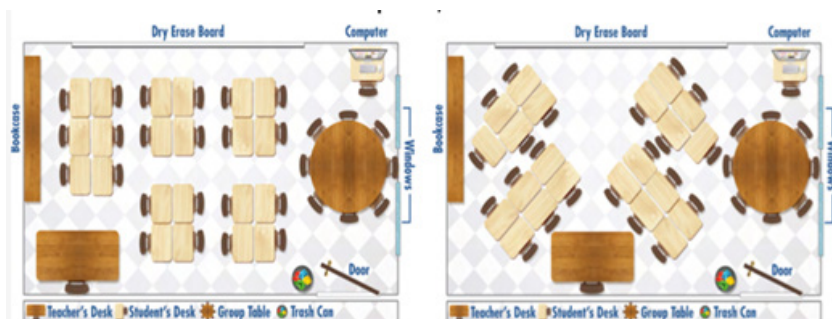 Dry Erase Board
Computer
Bookcase
Windows
Door
Teacher's Desk Student's Desk Group Table Trash Can
Dry Erase Board
Computer
Bookcase
Windows
Door
Teacher's Desk Student's Desk Group Table Trash Can